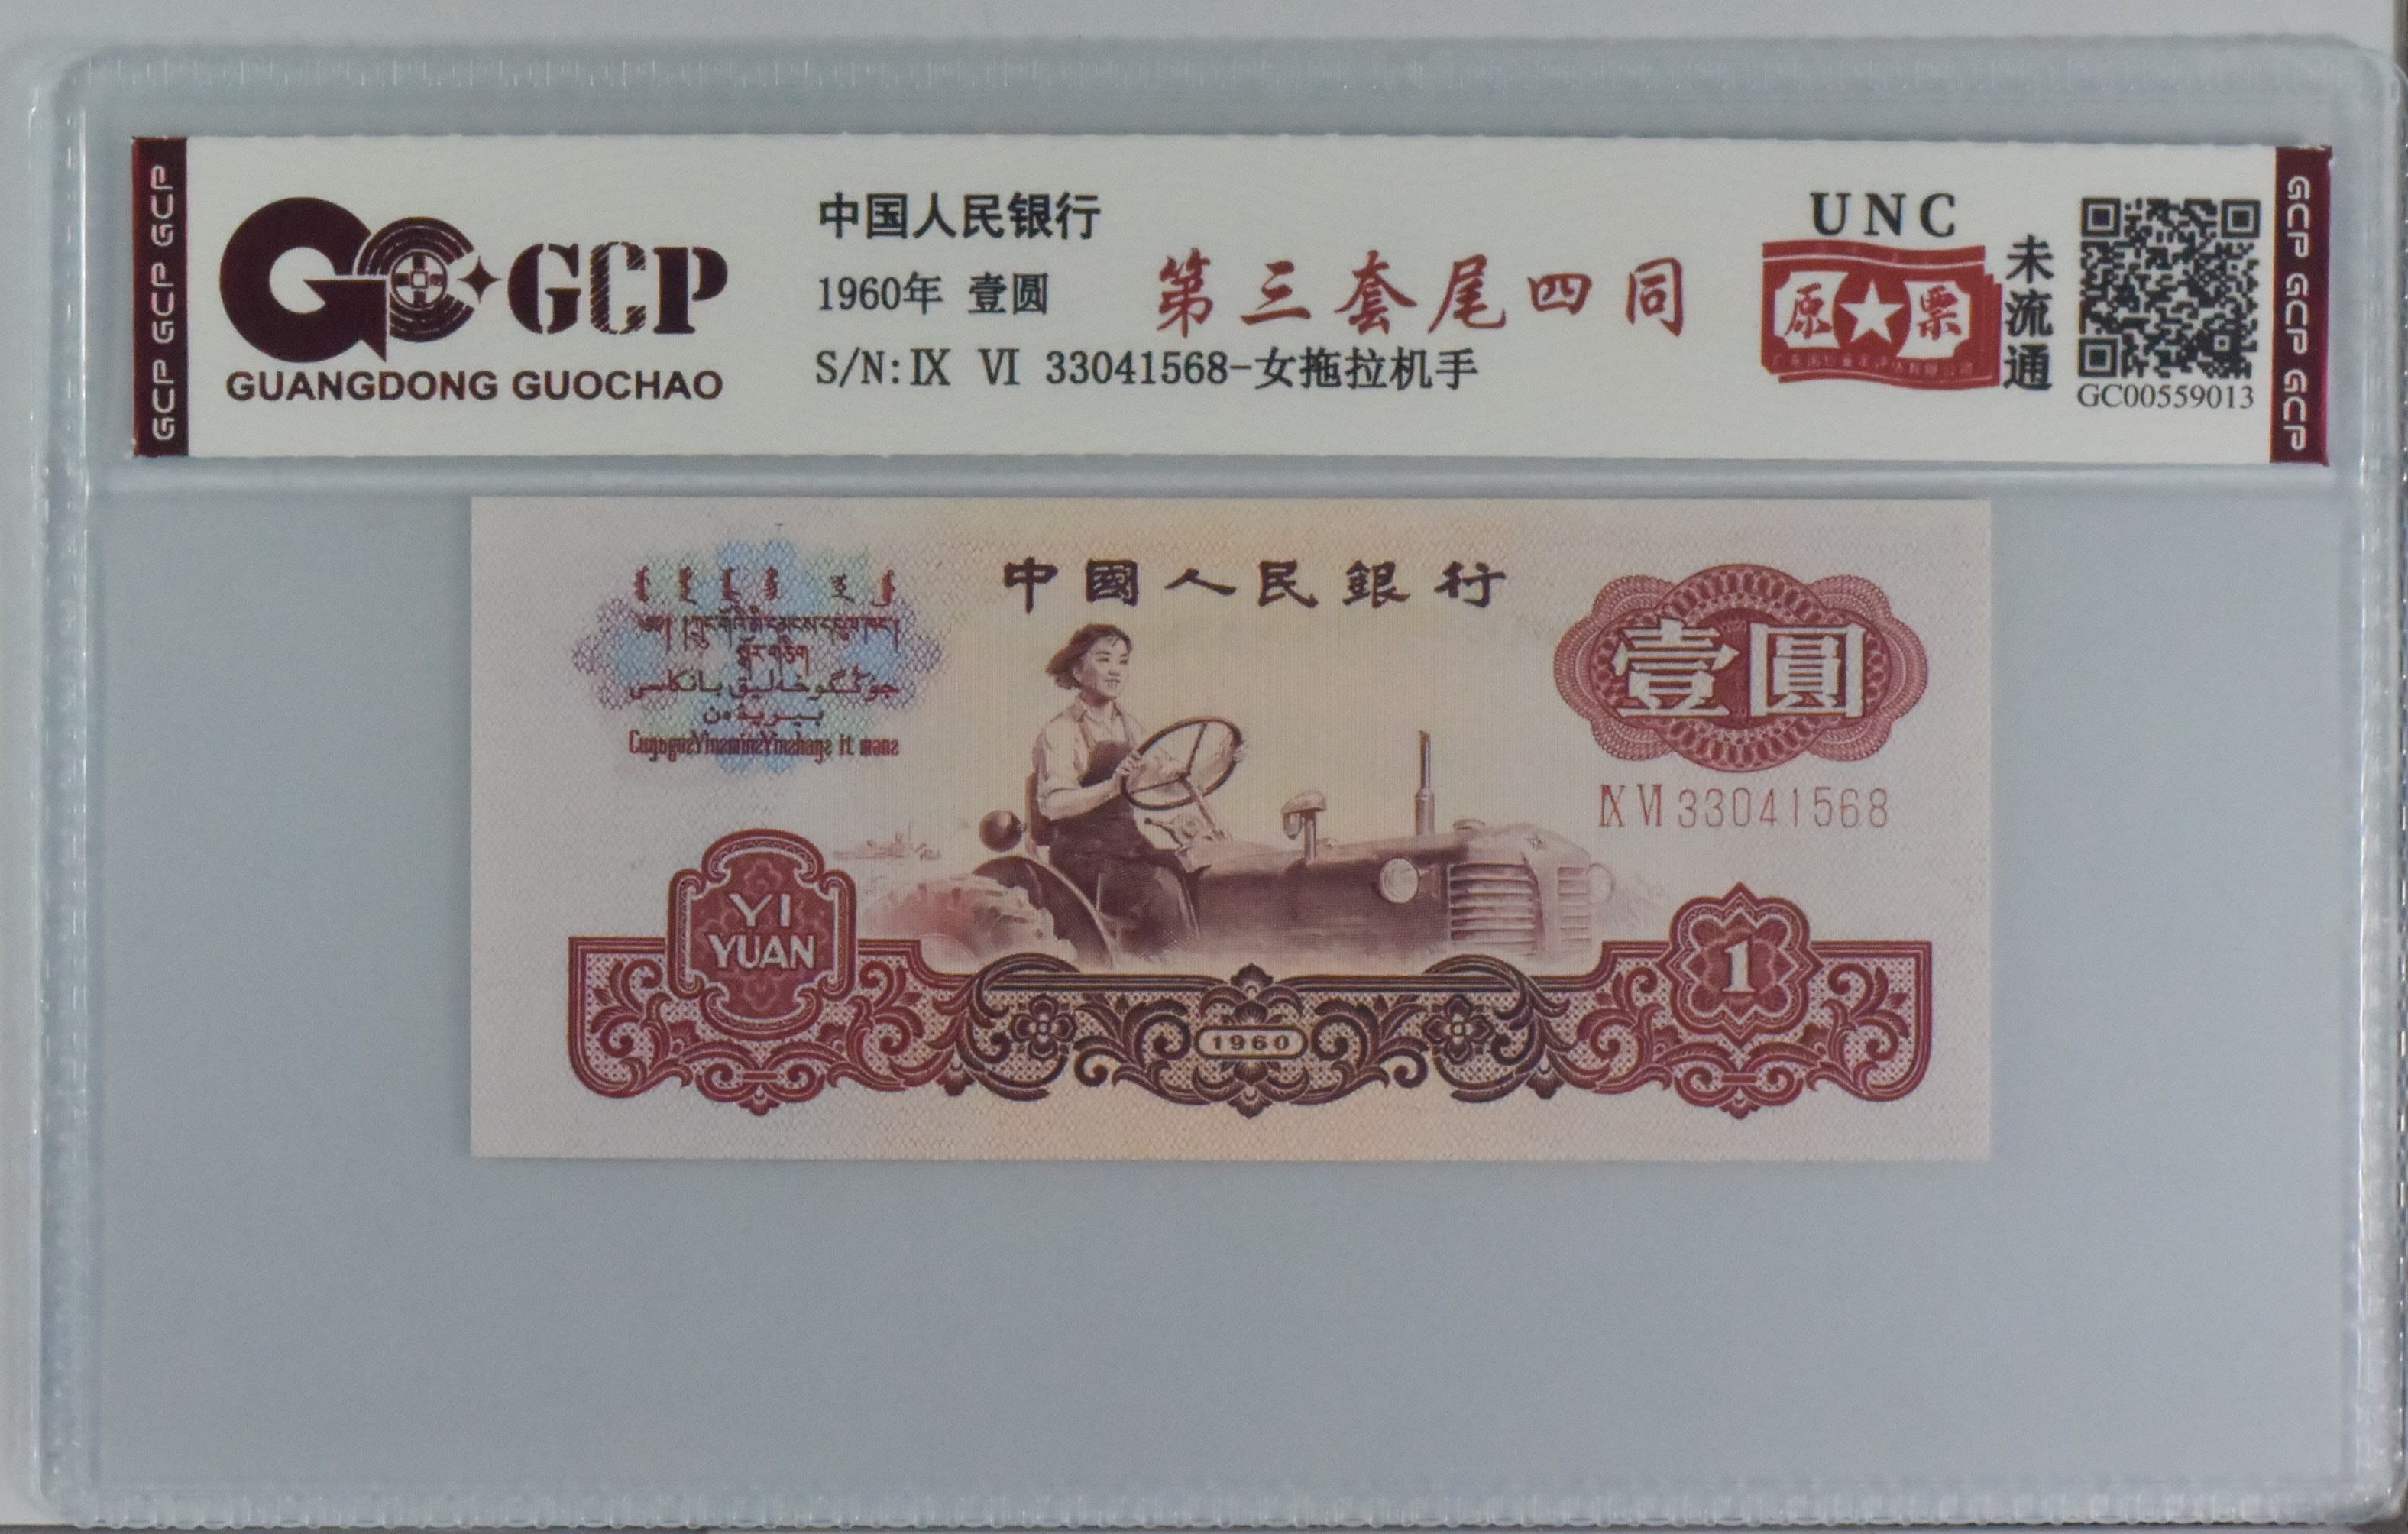 GCP GCP GCP
GCP
GUANGDONG GUOCHAO
中国人民银行
1960年 壹圆
第三套尾四同
S/N:Ⅸ Ⅵ 33041568-女拖拉机手
UNC
原★票
未流通
GC00559013
GCP GCP GCP
中國人民銀行
壹圓
Ⅸ Ⅵ 33041568
YI
YUAN
1
1960